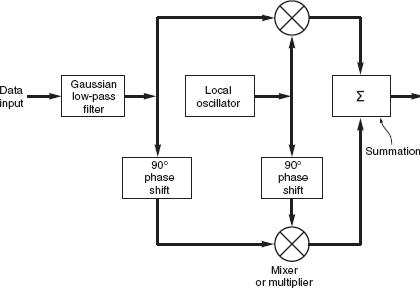 Data
input
Gaussian
low-pass
filter
Local
oscillator
Σ
Summation
90°
phase
shift
90°
phase
shift
Mixer
or multiplier